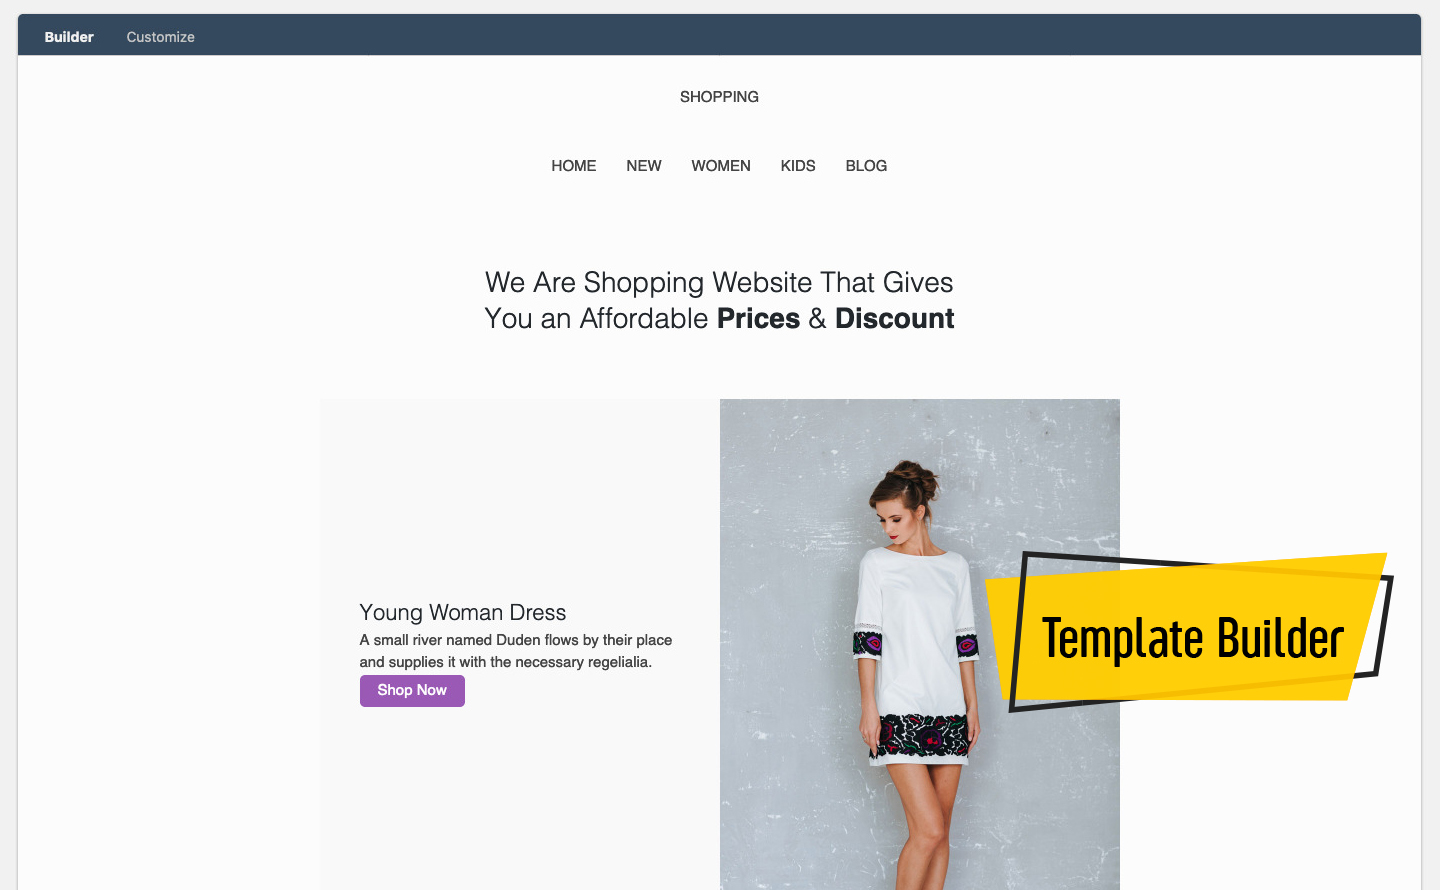 Builder Customize
SHOPPING
HOME NEW WOMEN KIDS BLOG
We Are Shopping Website That Gives
You an Affordable Prices & Discount
Young Woman Dress
A small river named Duden flows by their place
and supplies it with the necessary regelialia.
Shop Now
Template Builder